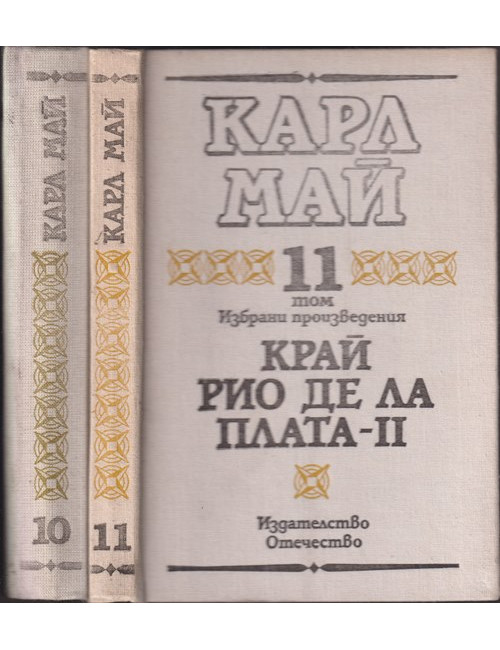 КАРЛ МАЙ
10
КАРЛ МАЙ
11
КАРЛ
МАЙ
11
том
Избрани произведения
КРАЙ
РИО ДЕ ЛА
ПЛАТА-II
Издателство
Отечество